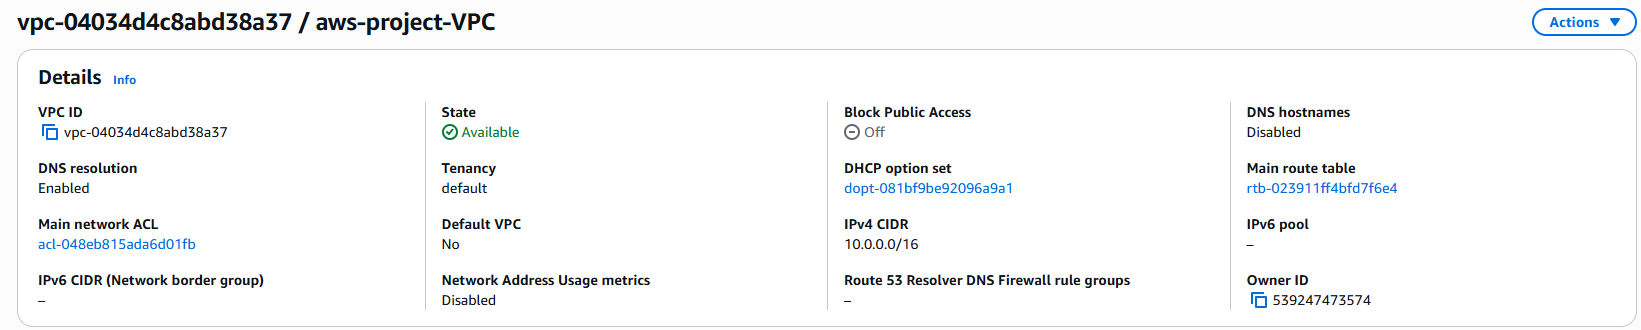 vpc-04034d4c8abd38a37 / aws-project-VPC
Actions
Details Info
VPC ID
vpc-04034d4c8abd38a37
State
Available
Block Public Access
Off
DNS hostnames
Disabled
DNS resolution
Enabled
Tenancy
default
DHCP option set
dopt-081bf9be92096a9a1
Main route table
rtb-023911ff4bfd7f6e4
Main network ACL
acl-048eb815ada6d01fb
Default VPC
No
IPv4 CIDR
10.0.0.0/16
IPv6 pool
–
IPv6 CIDR (Network border group)
–
Network Address Usage metrics
Disabled
Route 53 Resolver DNS Firewall rule groups
–
Owner ID
539247473574